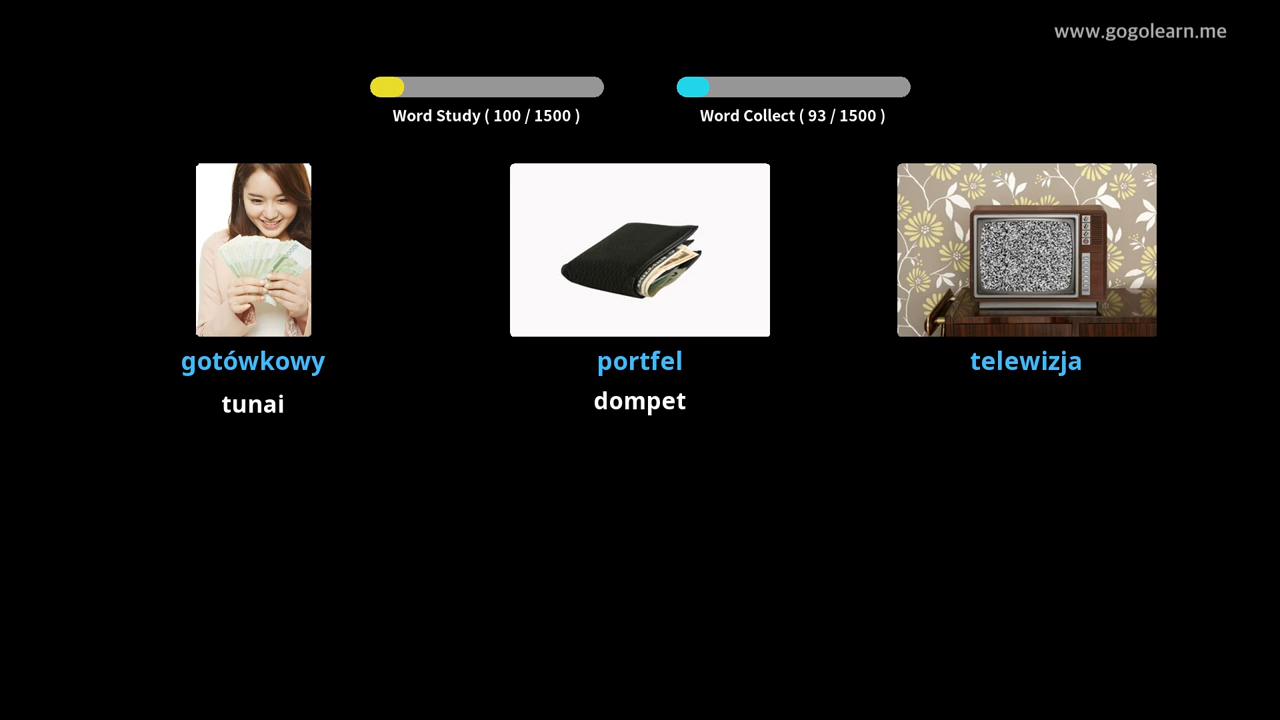 www.gogolearn.me
Word Study ( 100 / 1500 )
Word Collect ( 93 / 1500 )
gotówkowy
portfel
telewizja
tunai
dompet